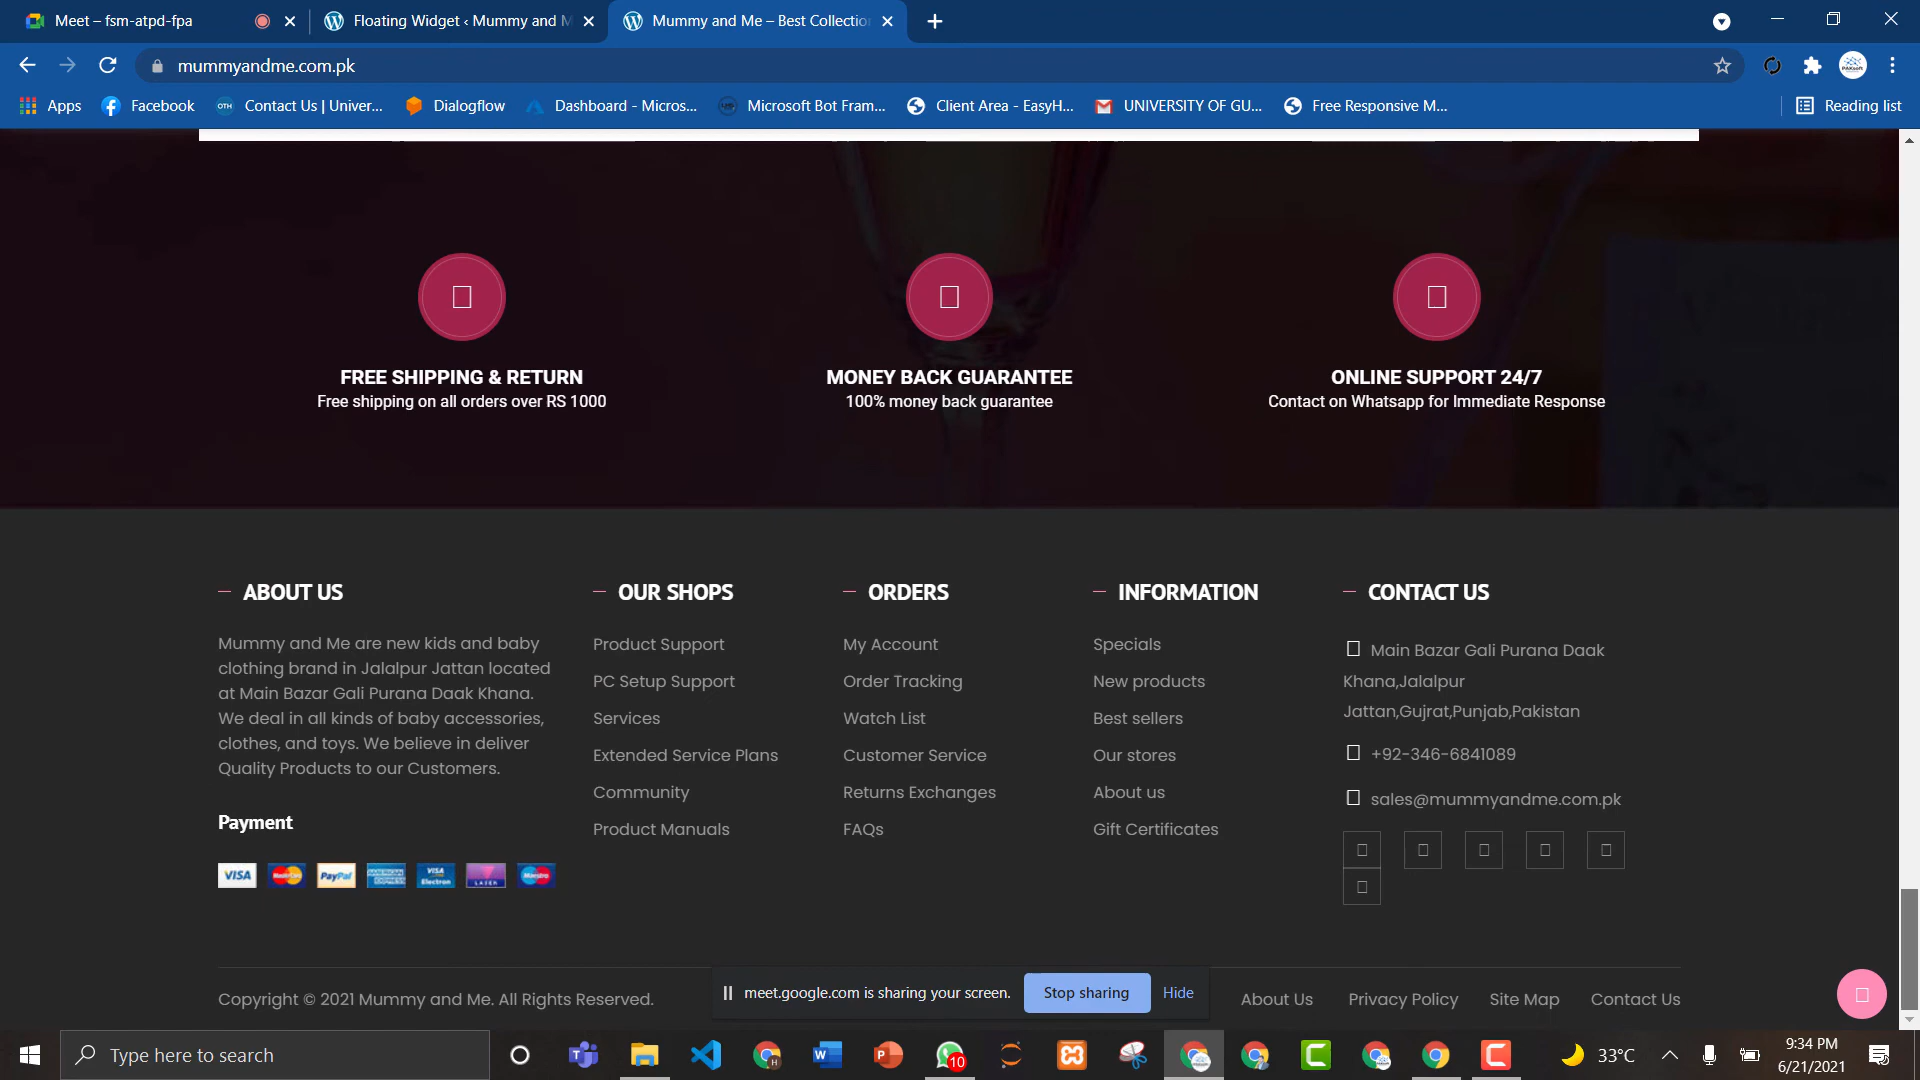 Meet – fsm-atpd-fpa
Floating Widget ‹ Mummy and M
Mummy and Me – Best Collection
mummyandme.com.pk
Apps
Facebook
OTH
Contact Us | Univer...
Dialogflow
Dashboard - Micros...
Microsoft Bot Fram...
Client Area - EasyH...
UNIVERSITY OF GU...
Free Responsive M...
Reading list
FREE SHIPPING & RETURN
Free shipping on all orders over RS 1000
MONEY BACK GUARANTEE
100% money back guarantee
ONLINE SUPPORT 24/7
Contact on Whatsapp for Immediate Response
ABOUT US
Mummy and Me are new kids and baby
clothing brand in Jalalpur Jattan located
at Main Bazar Gali Purana Daak Khana.
We deal in all kinds of baby accessories,
clothes, and toys. We believe in deliver
Quality Products to our Customers.
Payment
VISA
MasterCard
PayPal
AMERICAN EXPRESS
VISA Electron
LASER
Maestro
OUR SHOPS
Product Support
PC Setup Support
Services
Extended Service Plans
Community
Product Manuals
ORDERS
My Account
Order Tracking
Watch List
Customer Service
Returns Exchanges
FAQs
INFORMATION
Specials
New products
Best sellers
Our stores
About us
Gift Certificates
CONTACT US
Main Bazar Gali Purana Daak
Khana,Jalalpur
Jattan,Gujrat,Punjab,Pakistan
+92-346-6841089
sales@mummyandme.com.pk
Copyright © 2021 Mummy and Me. All Rights Reserved.
meet.google.com is sharing your screen.
Stop sharing
Hide
About Us
Privacy Policy
Site Map
Contact Us
Type here to search
10
33°C
9:34 PM
6/21/2021